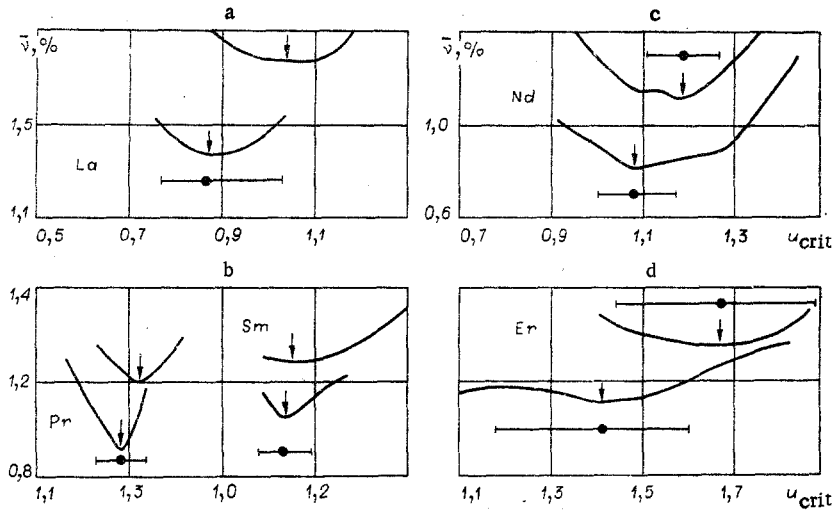 a
ν̄,%
1,5
La
1,1
0,5 0,7 0,9 1,1
c
ν̄,%
Nd
1,0
0,6
0,7 0,9 1,1 1,3 u_crit
b
1,4
Sm
1,2
Pr
0,8
1,1 1,3 1,0 1,2
d
Er
1,1 1,3 1,5 1,7 u_crit